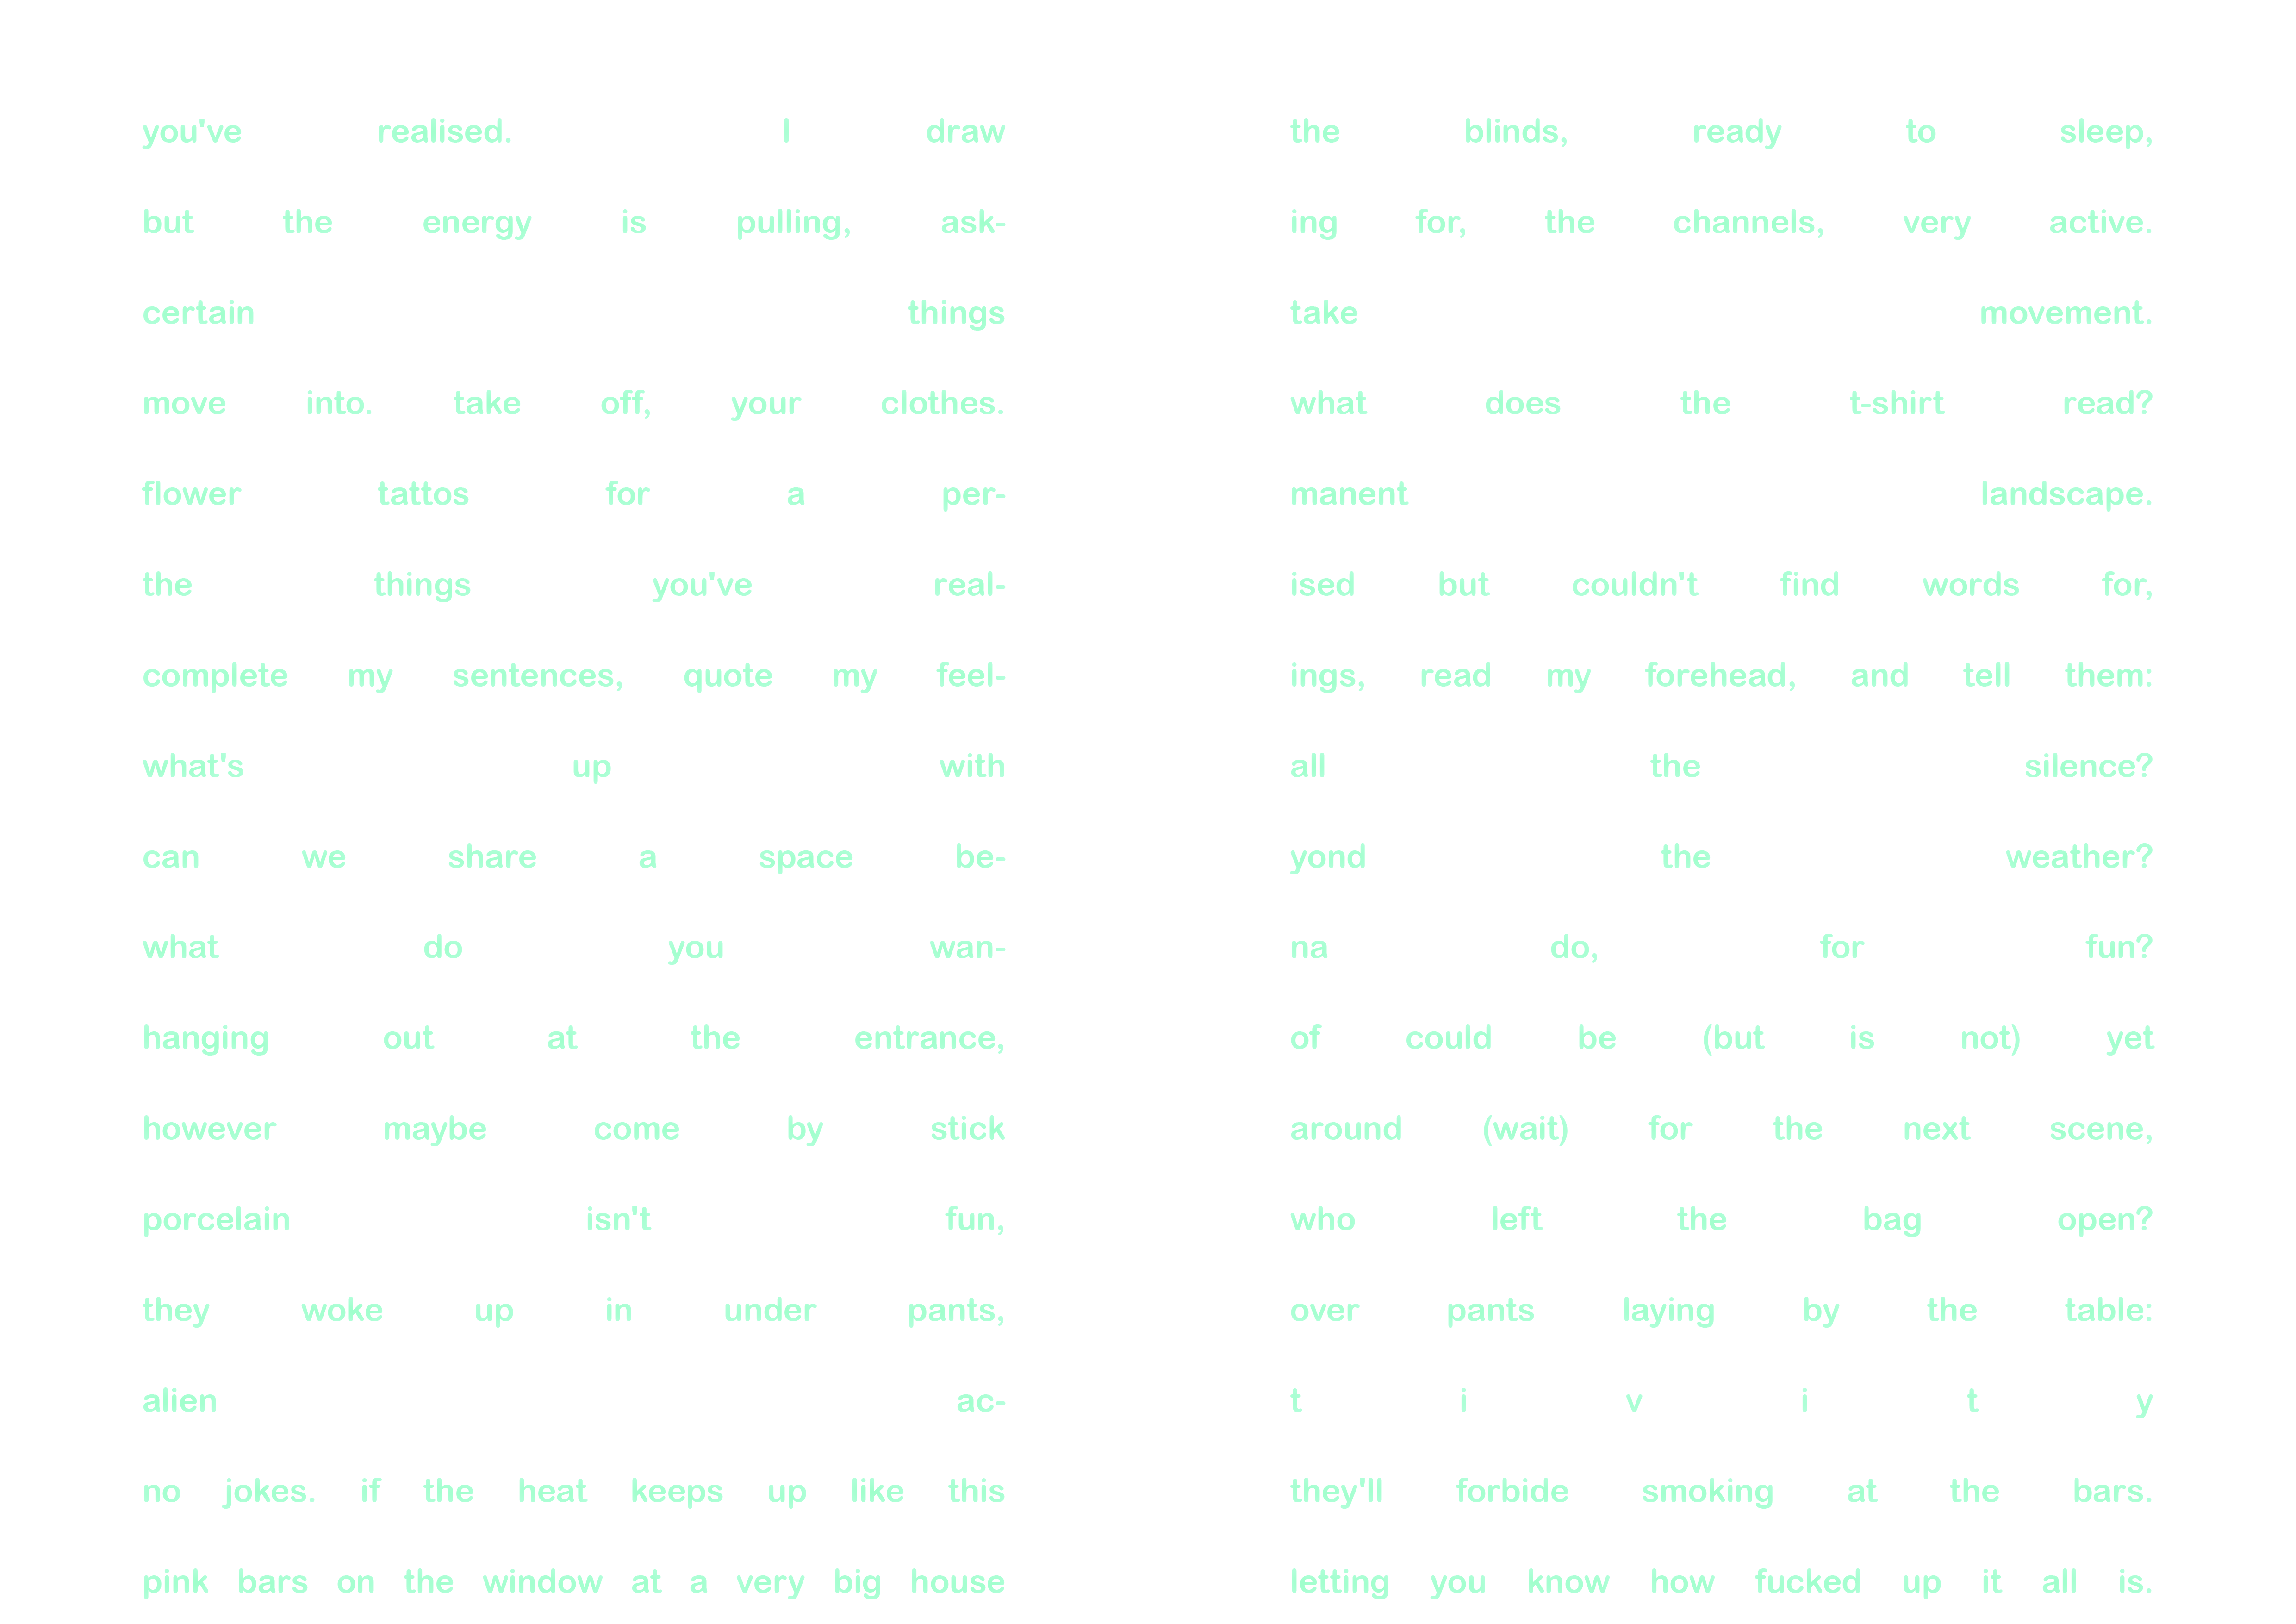 you've realised. I draw the blinds, ready to sleep,
but the energy is pulling, ask- ing for, the channels, very active.
certain things take movement.
move into. take off, your clothes. what does the t-shirt read?
flower tattos for a per- manent landscape.
the things you've real- ised but couldn't find words for,
complete my sentences, quote my feel- ings, read my forehead, and tell them:
what's up with all the silence?
can we share a space be- yond the weather?
what do you wan- na do, for fun?
hanging out at the entrance, of could be (but is not) yet
however maybe come by stick around (wait) for the next scene,
porcelain isn't fun, who left the bag open?
they woke up in under pants, over pants laying by the table:
alien ac- t i v i t y
no jokes. if the heat keeps up like this they'll forbide smoking at the bars.
pink bars on the window at a very big house letting you know how fucked up it all is.